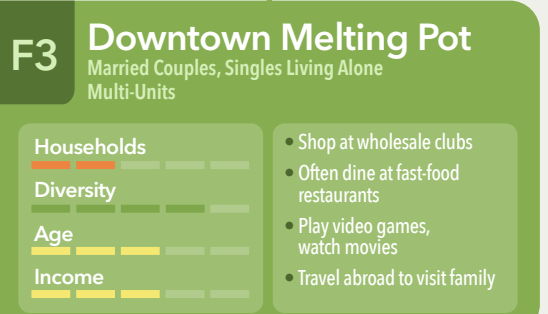 F3
Downtown Melting Pot
Married Couples, Singles Living Alone
Multi-Units
Households
Diversity
Age
Income
• Shop at wholesale clubs
• Often dine at fast-food
restaurants
• Play video games,
watch movies
• Travel abroad to visit family